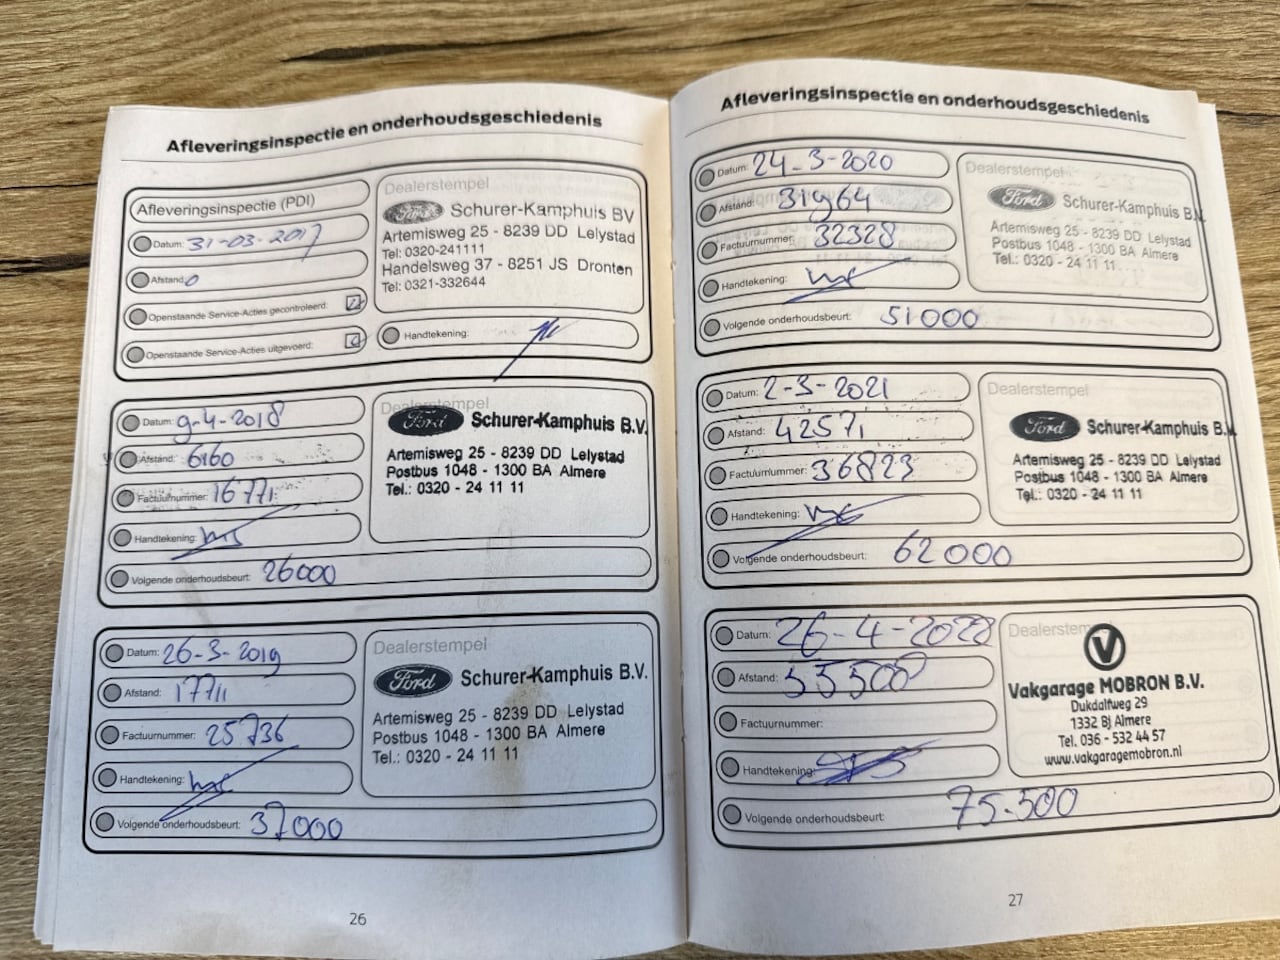 Afleveringsinspectie en onderhoudsgeschiedenis
Afleveringsinspectie (PDI)
Datum: 31-03-2017
Afstand: 0
Openstaande Service-Acties gecontroleerd:
Openstaande Service-Acties uitgevoerd:
Dealerstempel
Ford Schurer-Kamphuis BV
Artemisweg 25 - 8239 DD Lelystad
Tel: 0320-241111
Handelsweg 37 - 8251 JS Dronten
Tel: 0321-332644
Handtekening:
Datum: 9-4-2018
Afstand: 6160
Factuurnummer: 16771
Handtekening:
Volgende onderhoudsbeurt: 26000
Dealerstempel
Ford Schurer-Kamphuis B.V.
Artemisweg 25 - 8239 DD Lelystad
Postbus 1048 - 1300 BA Almere
Tel.: 0320 - 24 11 11
Datum: 26-3-2019
Afstand: 17711
Factuurnummer: 25736
Handtekening:
Volgende onderhoudsbeurt: 37000
Dealerstempel
Ford Schurer-Kamphuis B.V.
Artemisweg 25 - 8239 DD Lelystad
Postbus 1048 - 1300 BA Almere
Tel.: 0320 - 24 11 11
26
Afleveringsinspectie en onderhoudsgeschiedenis
Datum: 24-3-2020
Afstand: 31964
Factuurnummer: 32328
Handtekening:
Volgende onderhoudsbeurt: 51000
Dealerstempel
Ford Schurer-Kamphuis B.V.
Artemisweg 25 - 8239 DD Lelystad
Postbus 1048 - 1300 BA Almere
Tel.: 0320 - 24 11 11
Datum: 2-3-2021
Afstand: 42571
Factuurnummer: 36823
Handtekening:
Volgende onderhoudsbeurt: 62000
Dealerstempel
Ford Schurer-Kamphuis B.V.
Artemisweg 25 - 8239 DD Lelystad
Postbus 1048 - 1300 BA Almere
Tel.: 0320 - 24 11 11
Datum: 26-4-2022
Afstand: 55500
Factuurnummer:
Handtekening:
Volgende onderhoudsbeurt: 75.500
Dealerstempel
V
Vakgarage MOBRON B.V.
Dukdalfweg 29
1332 BJ Almere
Tel. 036 - 532 44 57
www.vakgaragemobron.nl
27